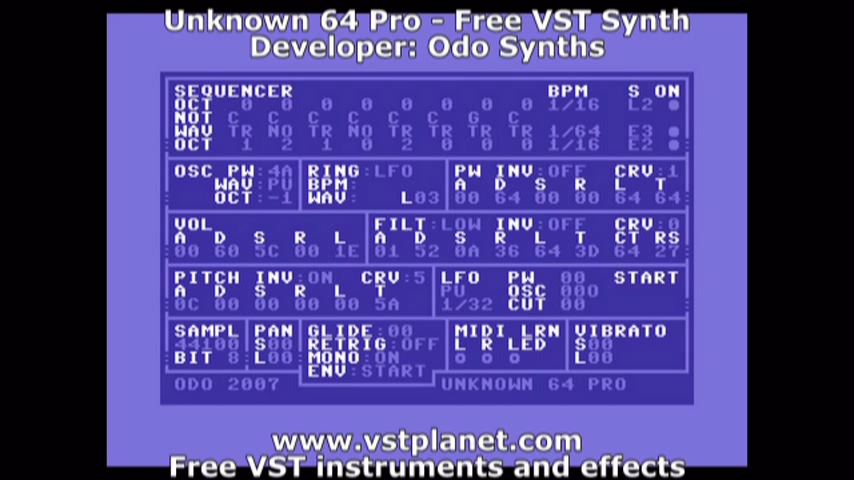 Unknown 64 Pro - Free VST Synth
Developer: Odo Synths
SEQUENCER BPM S ON
OCT 0 0 0 0 0 0 0 0 1/16 L2
NOT C C C C C C G C
WAV TR NO TR NO TR TR TR TR 1/64 E3
OCT 1 2 1 0 2 0 0 0 1/16 E2
OSC PW:4A RING:LFO PW INV:OFF CRV:1
WAV:PU BPM: A D S R L T
OCT:-1 WAV: L03 00 64 00 00 64 64
VOL FILT:LOW INV:OFF CRV:0
A D S R L A D S R L T CT RS
00 60 5C 00 1E 01 52 0A 36 64 3D 64 27
PITCH INV:ON CRV:5 LFO PW 00 START
A D S R L T PU OSC 000
0C 00 00 00 00 5A 1/32 CUT 00
SAMPL PAN GLIDE:00 MIDI LRN VIBRATO
44100 S00 RETRIG:OFF L R LED S00
BIT 8 L00 MONO:ON L00
ENV:START
ODO 2007 UNKNOWN 64 PRO
www.vstplanet.com
Free VST instruments and effects